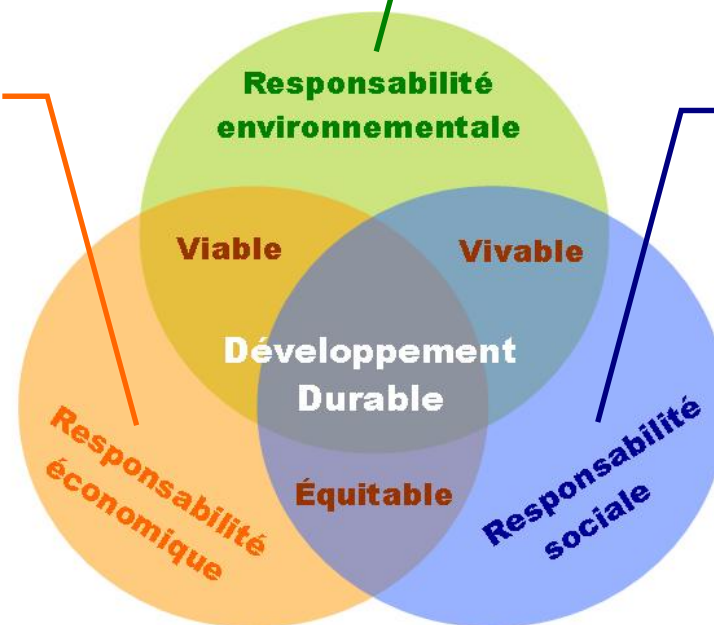 Responsabilité
environnementale
Viable
Vivable
Développement
Durable
Responsabilité
économique
Équitable
Responsabilité
sociale